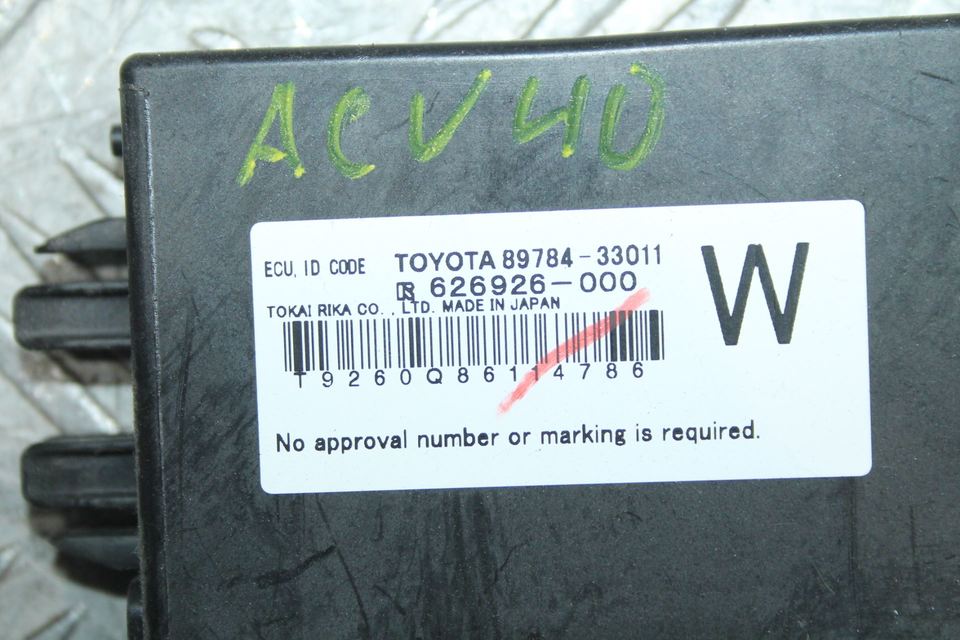 ACV40
ECU, ID CODE TOYOTA 89784-33011
626926-000
TOKAI RIKA CO., LTD. MADE IN JAPAN
T9260Q86114786
No approval number or marking is required.
W